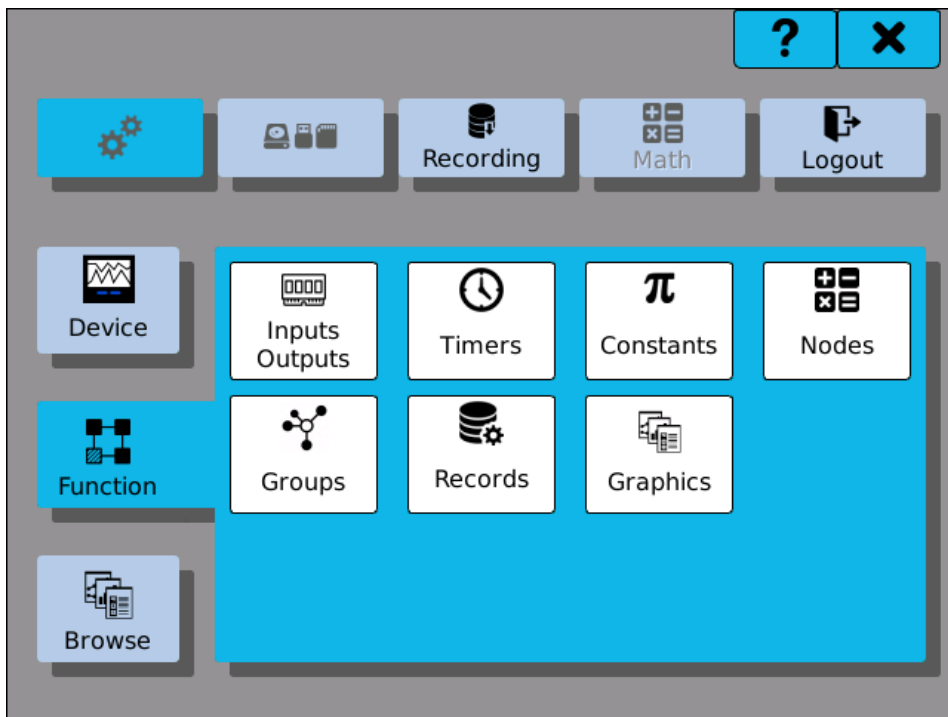 ?
Recording
Math
Logout
Device
Inputs
Outputs
Timers
π
Constants
Nodes
Function
Groups
Records
Graphics
Browse